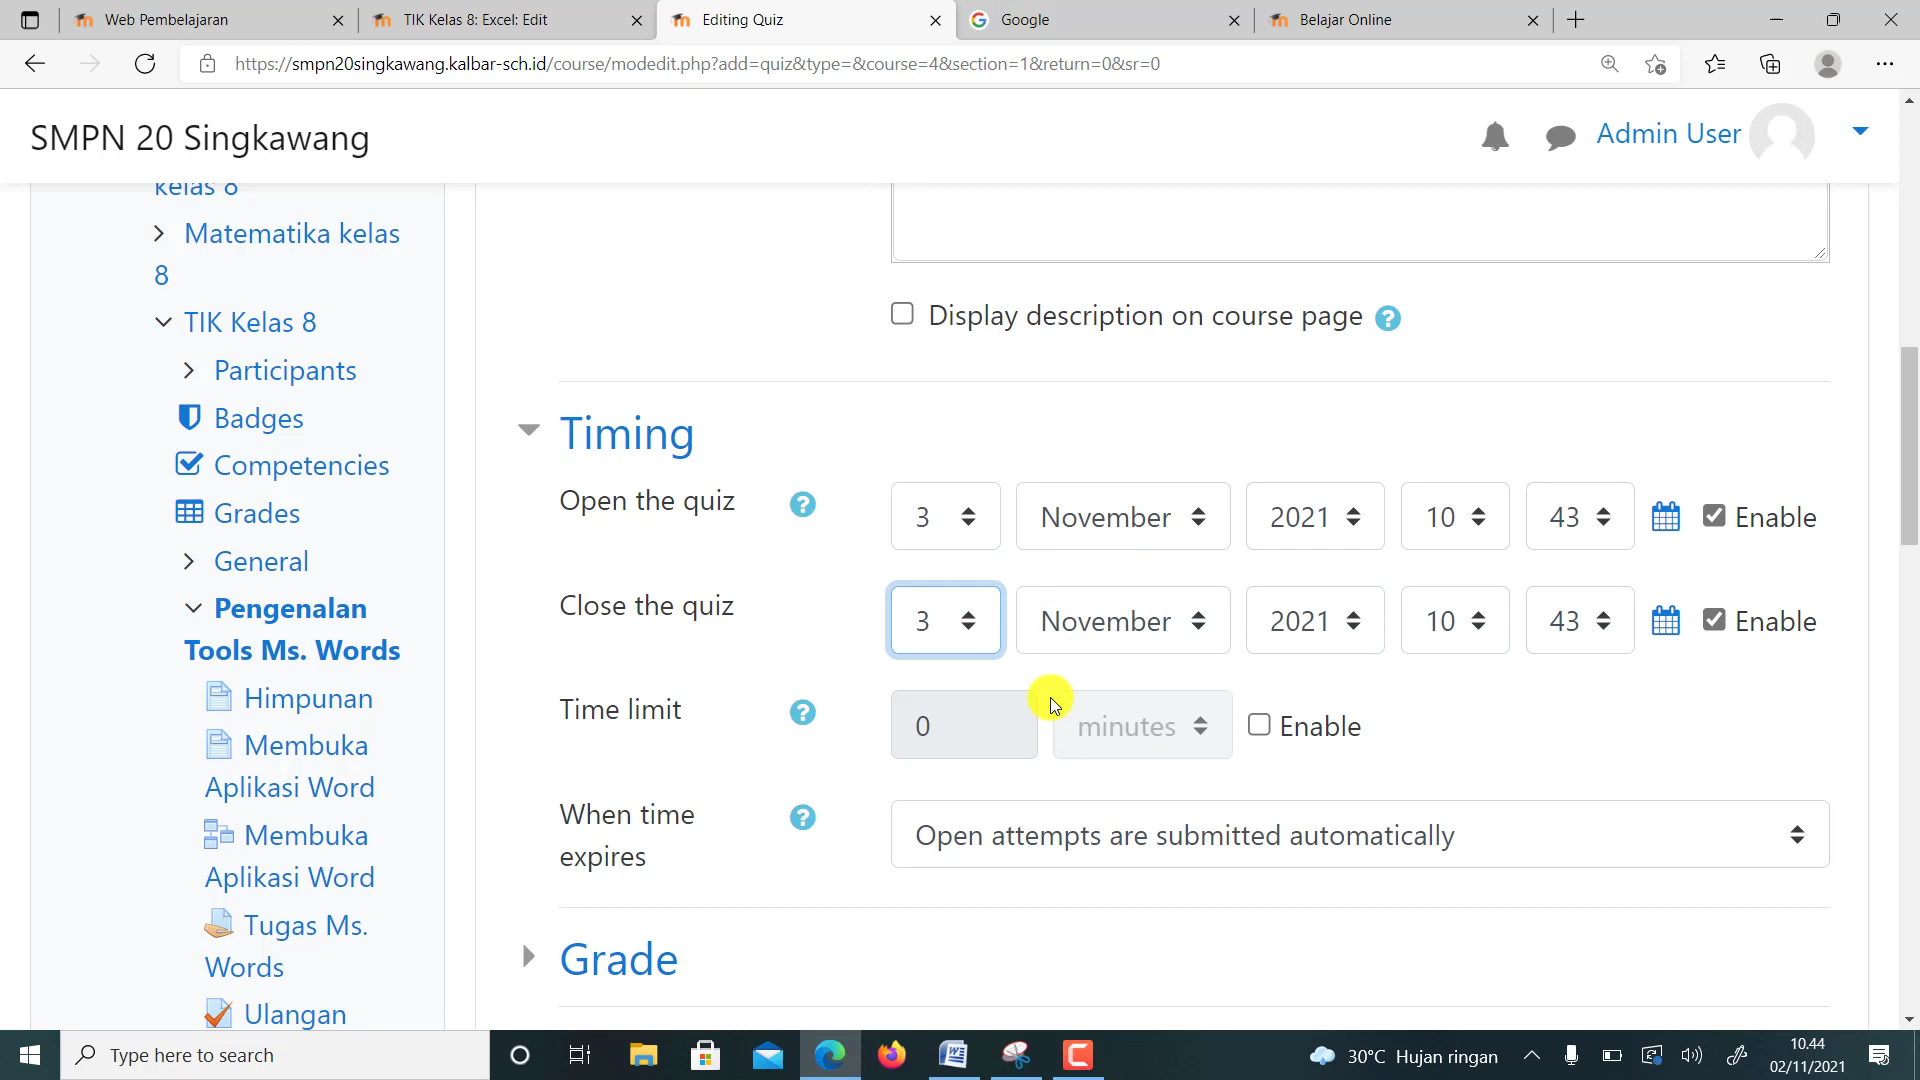 Web Pembelajaran
TIK Kelas 8: Excel: Edit
Editing Quiz
Google
Belajar Online
https://smpn20singkawang.kalbar-sch.id/course/modedit.php?add=quiz&type=&course=4&section=1&return=0&sr=0
SMPN 20 Singkawang
Admin User
kelas 8
Matematika kelas
8
TIK Kelas 8
Participants
Badges
Competencies
Grades
General
Pengenalan
Tools Ms. Words
Himpunan
Membuka
Aplikasi Word
Membuka
Aplikasi Word
Tugas Ms.
Words
Ulangan
Display description on course page
Timing
Open the quiz 3 November 2021 10 43 Enable
Close the quiz 3 November 2021 10 43 Enable
Time limit 0 minutes Enable
When time
expires
Open attempts are submitted automatically
Grade
Type here to search
30°C Hujan ringan
10.44
02/11/2021